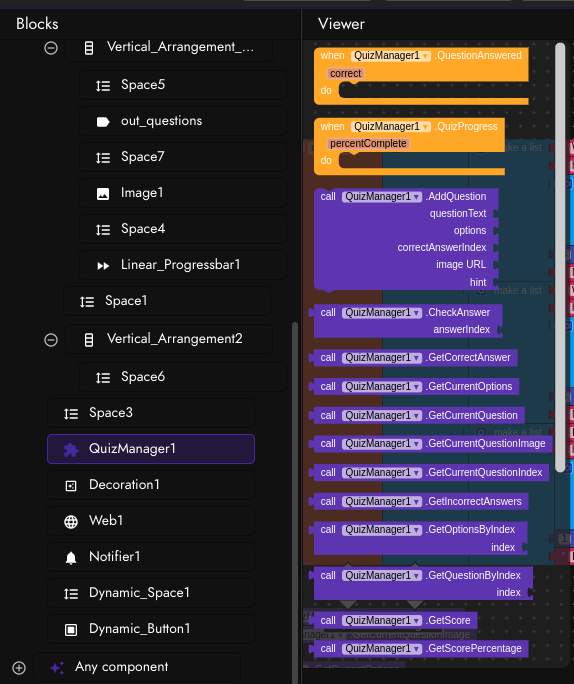 Blocks
Viewer
Vertical_Arrangement_...
Space5
out_questions
Space7
Image1
Space4
Linear_Progressbar1
Space1
Vertical_Arrangement2
Space6
Space3
QuizManager1
Decoration1
Web1
Notifier1
Dynamic_Space1
Dynamic_Button1
Any component
when QuizManager1 .QuestionAnswered
correct
do
when QuizManager1 .QuizProgress
percentComplete
do
make a list
call QuizManager1 .AddQuestion
questionText
options
correctAnswerIndex
image URL
hint
make a list
call QuizManager1 .CheckAnswer
answerIndex
call QuizManager1 .GetCorrectAnswer
call QuizManager1 .GetCurrentOptions
call QuizManager1 .GetCurrentQuestion
make a list
call QuizManager1 .GetCurrentQuestionImage
call QuizManager1 .GetCurrentQuestionIndex
call QuizManager1 .GetIncorrectAnswers
call QuizManager1 .GetOptionsByIndex
index
1
call QuizManager1 .GetQuestionByIndex
index
call QuizManager1 .GetScore
.GetCurrentQuestionImage
call QuizManager1 .GetScorePercentage